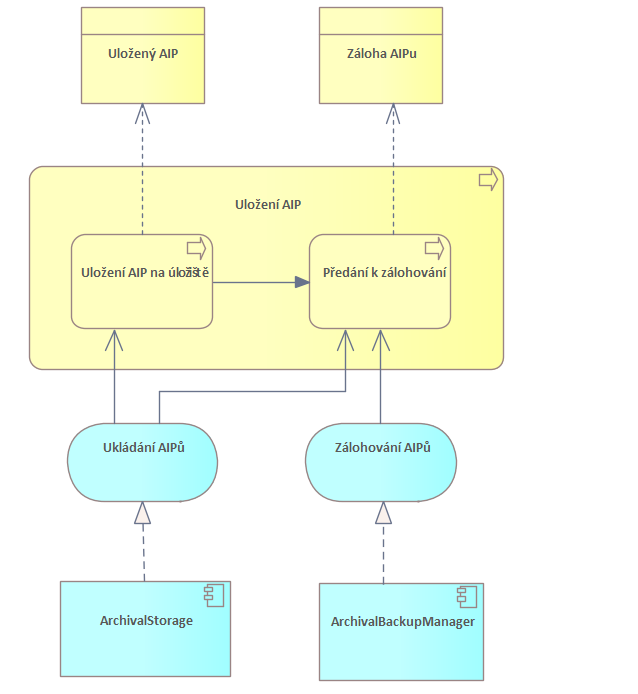 Uložený AIP
Záloha AIPu
Uložení AIP
Uložení AIP na úložiště
Předání k zálohování
Ukládání AIPů
Zálohování AIPů
ArchivalStorage
ArchivalBackupManager